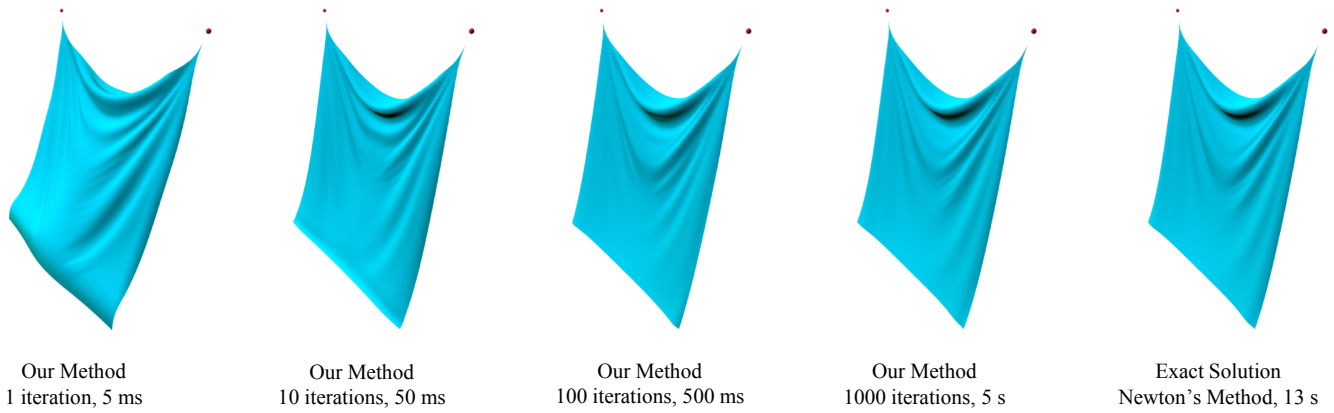 Our Method
1 iteration, 5 ms
Our Method
10 iterations, 50 ms
Our Method
100 iterations, 500 ms
Our Method
1000 iterations, 5 s
Exact Solution
Newton's Method, 13 s